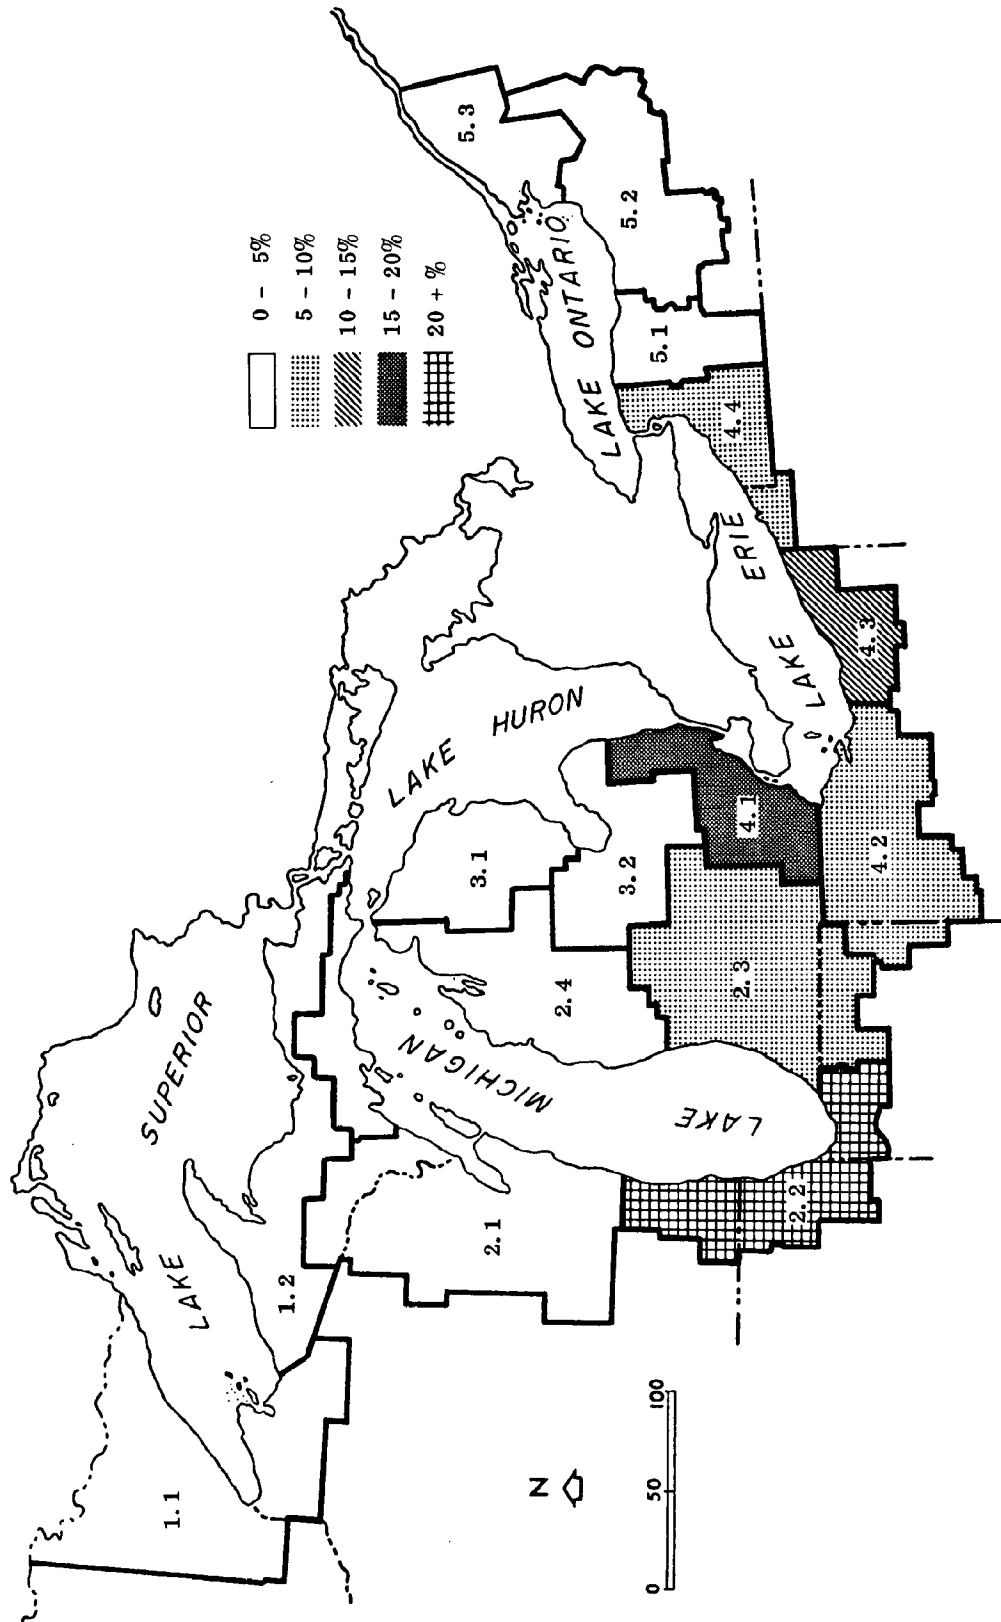 0 - 5%
5 - 10%
10 - 15%
15 - 20%
20 + %
LAKE SUPERIOR
LAKE MICHIGAN
LAKE HURON
LAKE ERIE
LAKE ONTARIO
1.1
1.2
2.1
2.2
2.3
2.4
3.1
3.2
4.1
4.2
4.3
4.4
5.1
5.2
5.3
N
0 50 100